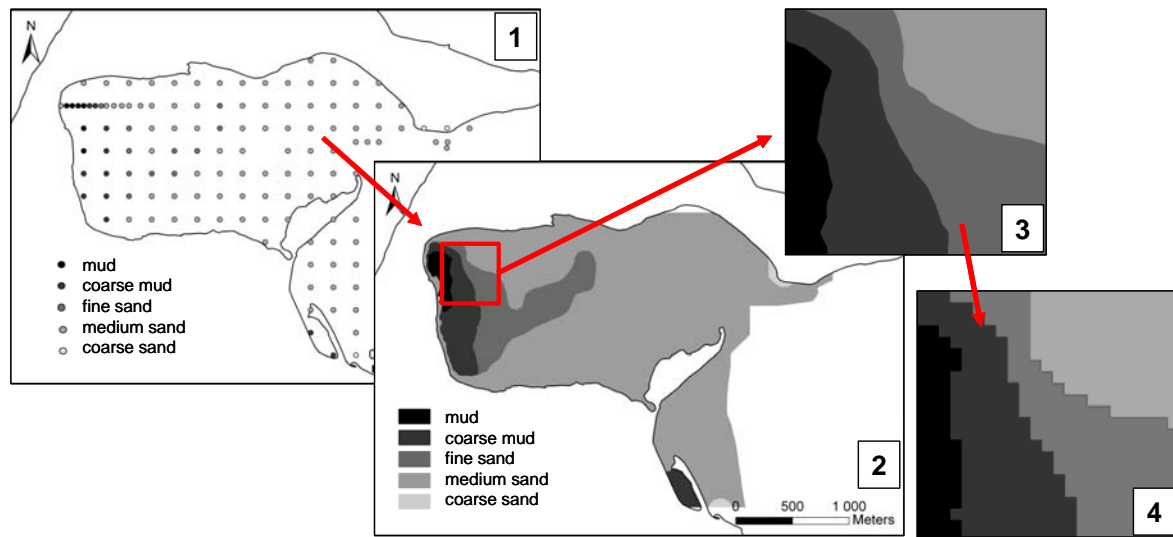 N
1
mud
coarse mud
fine sand
medium sand
coarse sand
N
mud
coarse mud
fine sand
medium sand
coarse sand
2
0 500 1 000
Meters
3
4